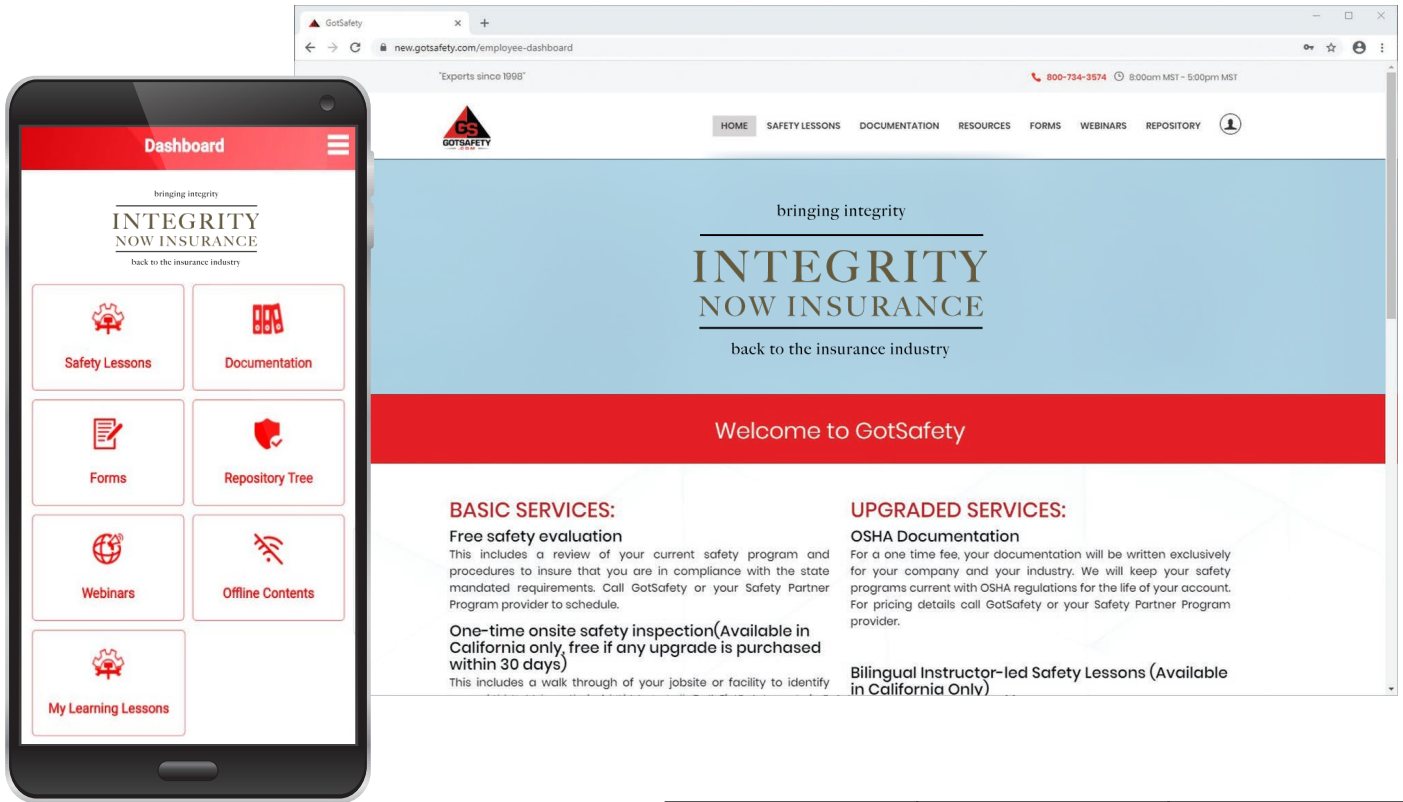 GotSafety
new.gotsafety.com/employee-dashboard
"Experts since 1998"
800-734-3574
8:00am MST - 5:00pm MST
GS
GOTSAFETY
.COM
HOME
SAFETY LESSONS
DOCUMENTATION
RESOURCES
FORMS
WEBINARS
REPOSITORY
bringing integrity
INTEGRITY
NOW INSURANCE
back to the insurance industry
Welcome to GotSafety
BASIC SERVICES:
Free safety evaluation
This includes a review of your current safety program and
procedures to insure that you are in compliance with the state
mandated requirements. Call GotSafety or your Safety Partner
Program provider to schedule.
One-time onsite safety inspection(Available in
California only, free if any upgrade is purchased
within 30 days)
This includes a walk through of your jobsite or facility to identify
UPGRADED SERVICES:
OSHA Documentation
For a one time fee, your documentation will be written exclusively
for your company and your industry. We will keep your safety
programs current with OSHA regulations for the life of your account.
For pricing details call GotSafety or your Safety Partner Program
provider.
Bilingual Instructor-led Safety Lessons (Available
in California Only)
Dashboard
bringing integrity
INTEGRITY
NOW INSURANCE
back to the insurance industry
Safety Lessons
Documentation
Forms
Repository Tree
Webinars
Offline Contents
My Learning Lessons